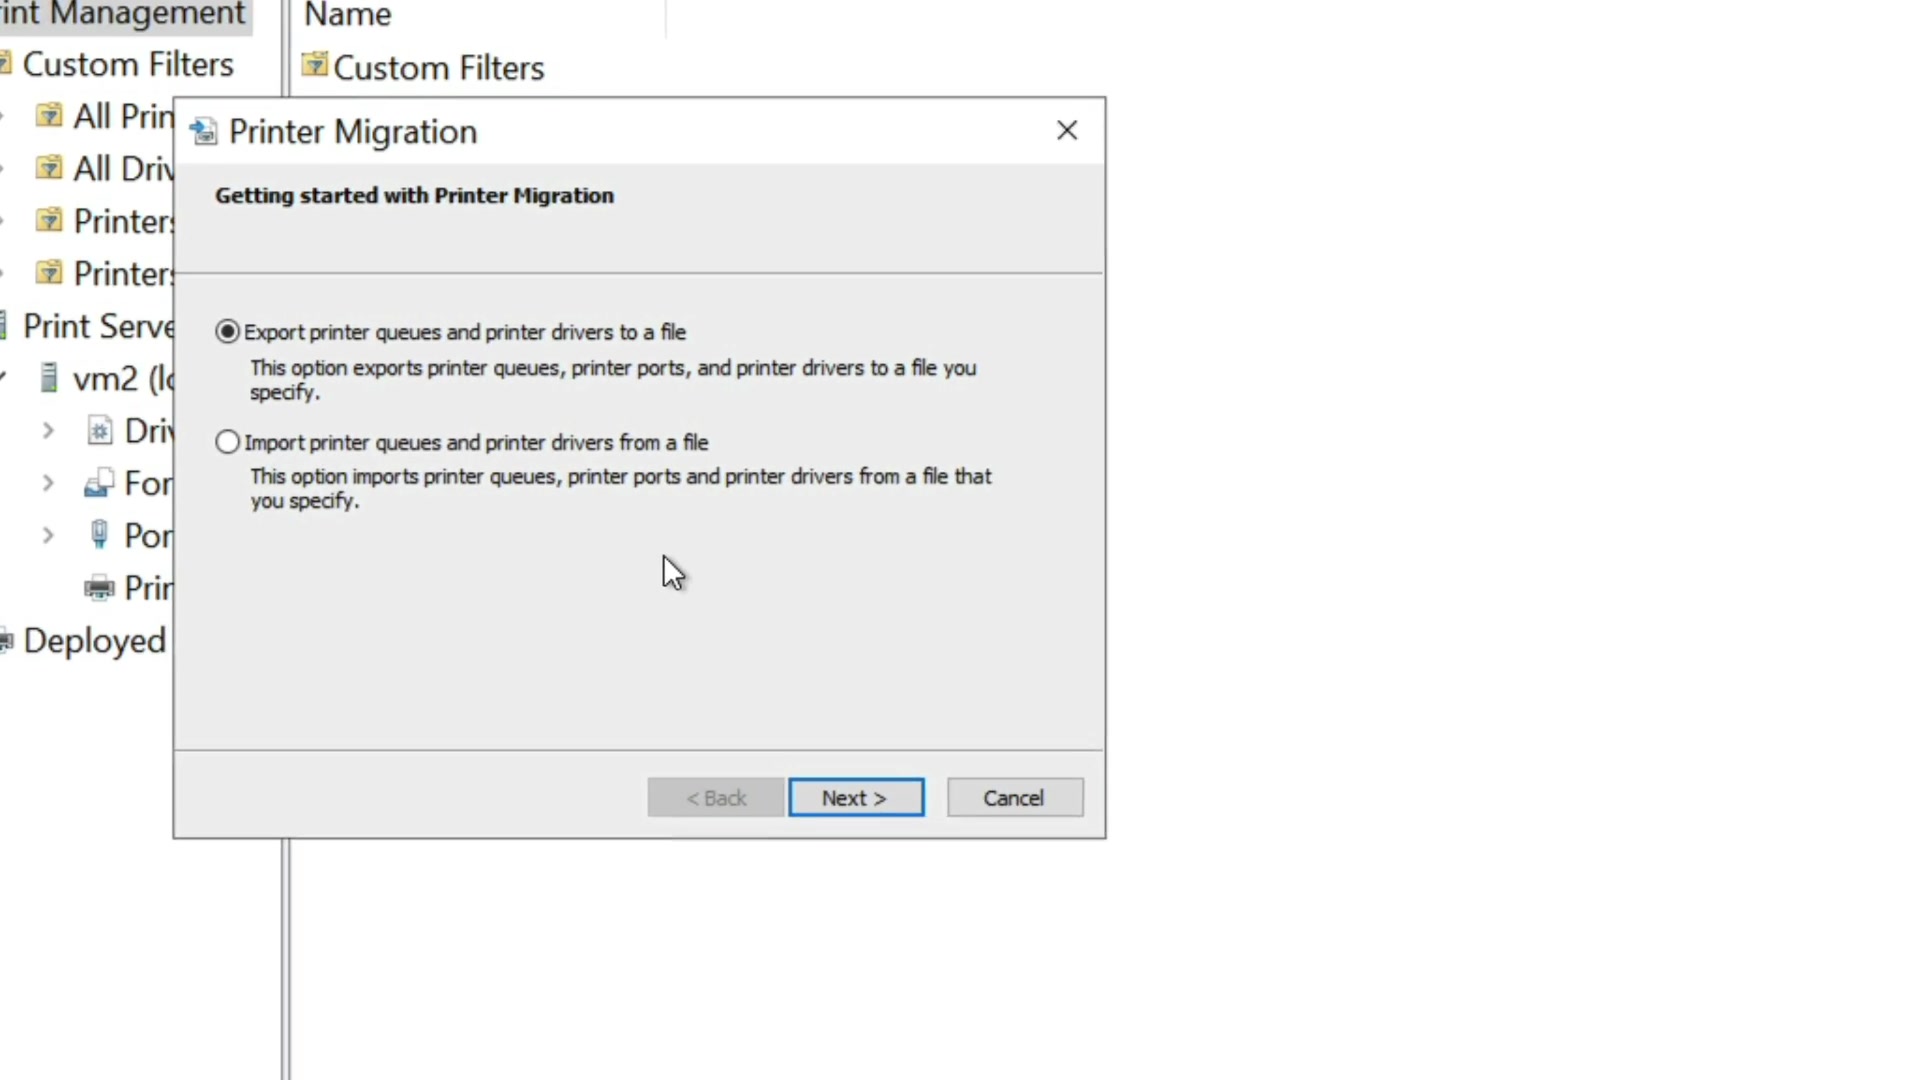 int Management
Name
Custom Filters
Custom Filters
All Prin
All Driv
Printers
Printers
Print Serve
vm2 (lo
Driv
For
Por
Prin
Deployed
Printer Migration
Getting started with Printer Migration
Export printer queues and printer drivers to a file
This option exports printer queues, printer ports, and printer drivers to a file you
specify.
Import printer queues and printer drivers from a file
This option imports printer queues, printer ports and printer drivers from a file that
you specify.
< Back
Next >
Cancel